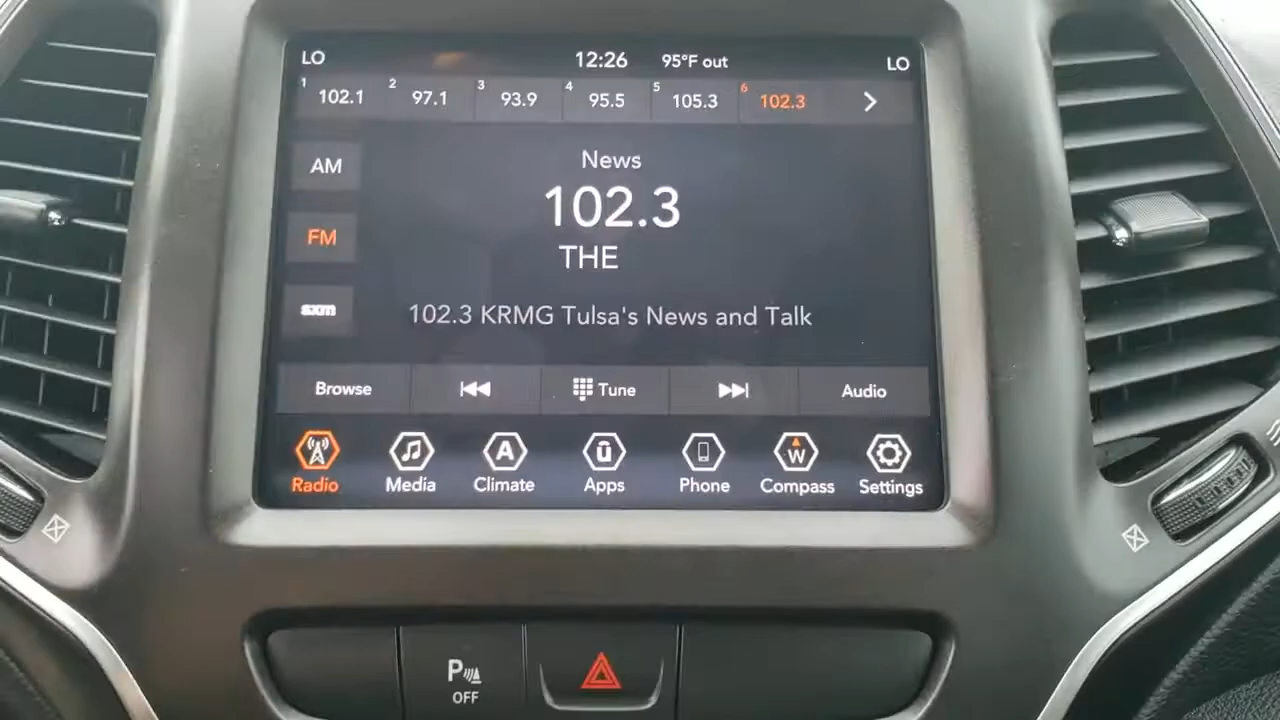 LO 12:26 95°F out LO
1 102.1 2 97.1 3 93.9 4 95.5 5 105.3 6 102.3
AM
News
102.3
FM
THE
sxm
102.3 KRMG Tulsa's News and Talk
Browse Tune Audio
A ū W
Radio Media Climate Apps Phone Compass Settings
P
OFF